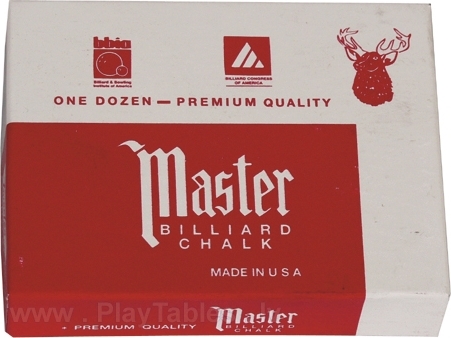 bbia
Billiard & Bowling
Institute of America
BILLIARD CONGRESS
OF AMERICA
ONE DOZEN — PREMIUM QUALITY
Master
BILLIARD
CHALK
MADE IN U S A
PREMIUM QUALITY
Master
BILLIARD
CHALK
www.PlayTable